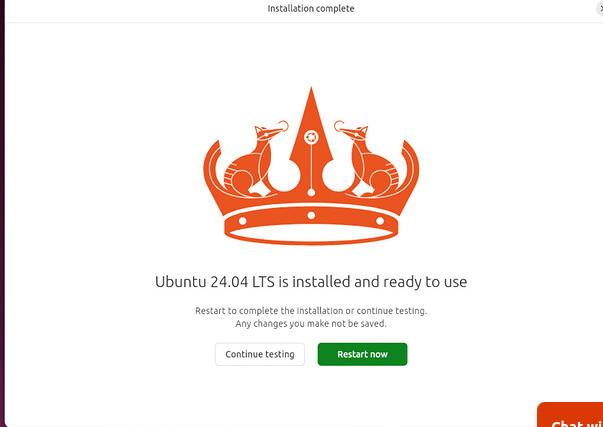 Installation complete
Ubuntu 24.04 LTS is installed and ready to use
Restart to complete the installation or continue testing.
Any changes you make not be saved.
Continue testing
Restart now
Chat